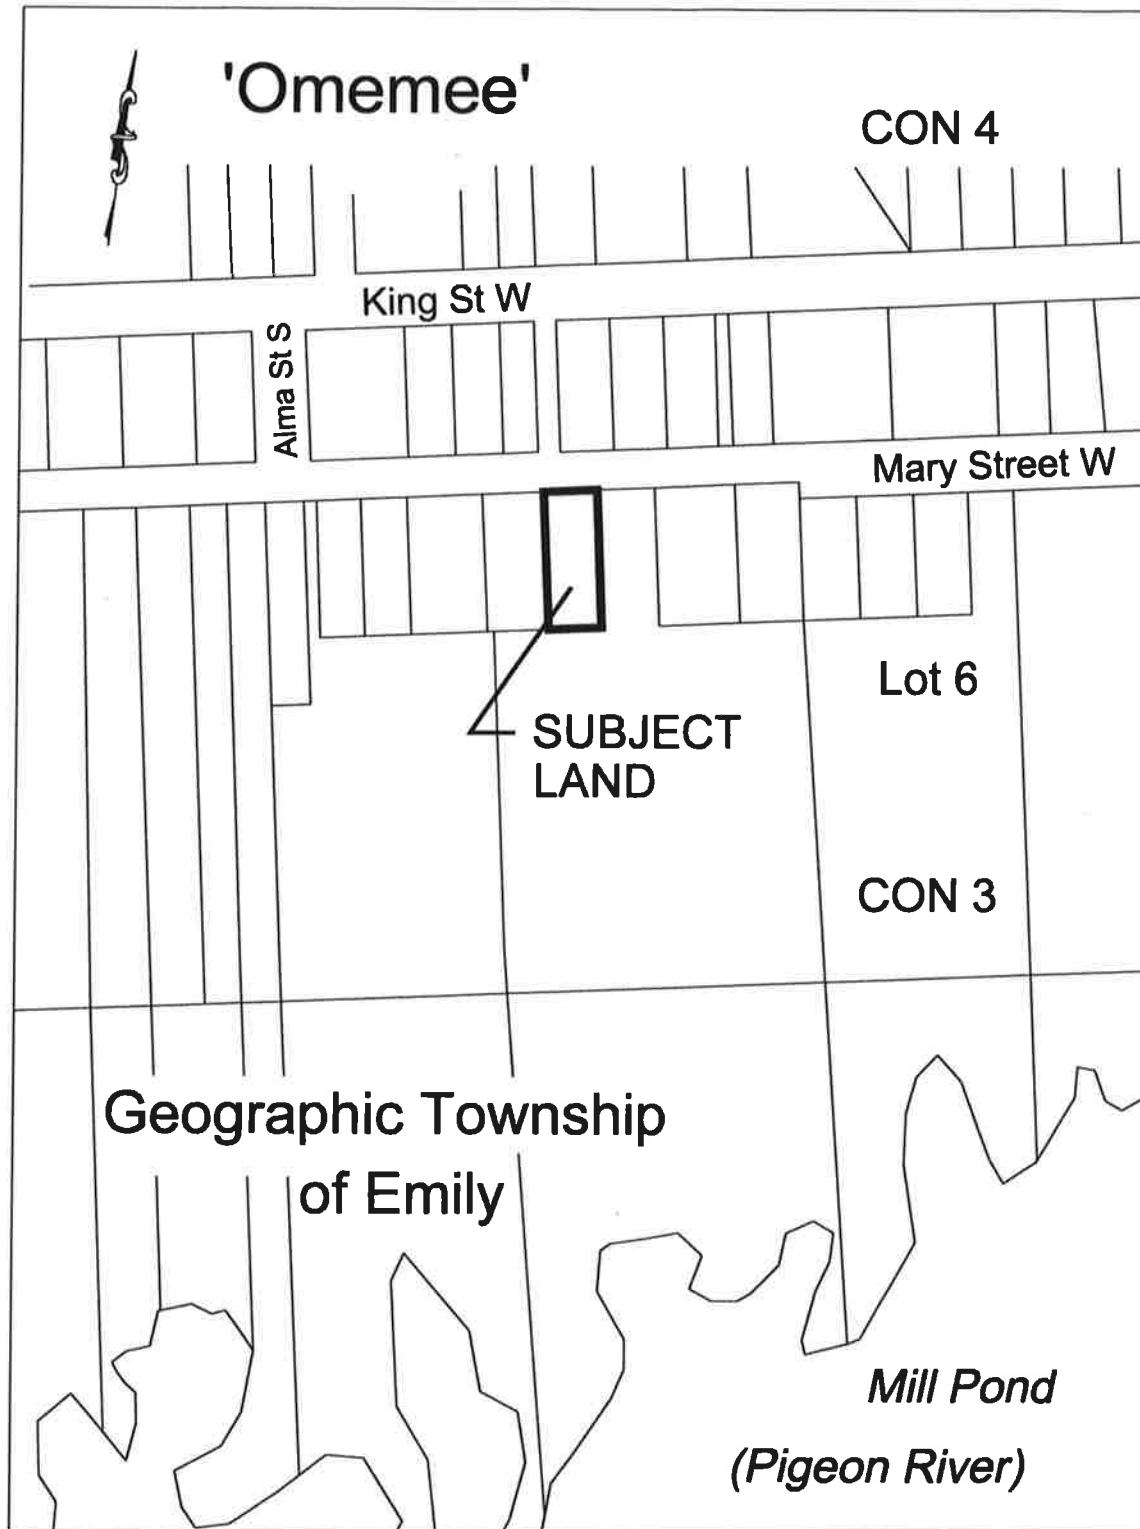 'Omemee'
CON 4
King St W
Alma St S
Mary Street W
Lot 6
SUBJECT
LAND
CON 3
Geographic Township
of Emily
Mill Pond
(Pigeon River)